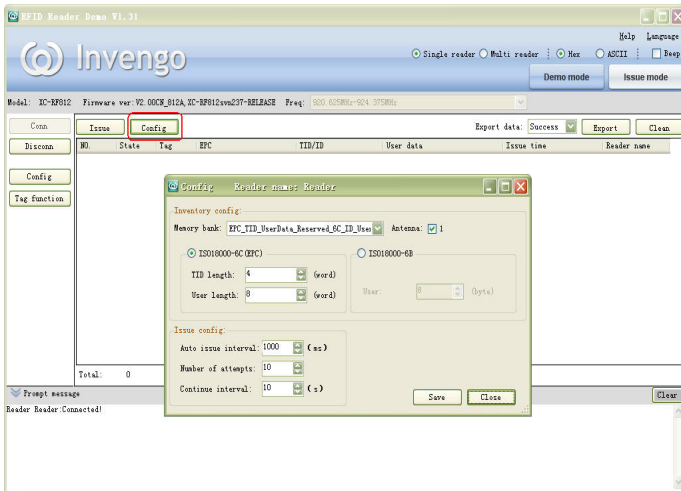 RFID Reader Demo V1.31
Help Language
Invengo
Single reader Multi reader Hex ASCII Beep
Demo mode Issue mode
Model: XC-RF812 Firmware ver:V2.00CN_812A,XC-RF812svn237-RELEASE Freq: 920.625MHz-924.375MHz
Conn Issue Config Export data: Success Export Clean
Disconn NO. State Tag EPC TID/ID User data Issue time Reader name
Config
Tag function
Config Reader name: Reader
Inventory config:
Memory bank: EPC_TID_UserData_Reserved_6C_ID_User Antenna: 1
ISO18000-6C(EPC) ISO18000-6B
TID length: 4 (word)
User length: 8 (word) User: 8 (byte)
Issue config:
Auto issue interval: 1000 (ms)
Number of attempts: 10
Continue interval: 10 (s)
Save Close
Total: 0
Prompt message Clear
Reader Reader:Connected!